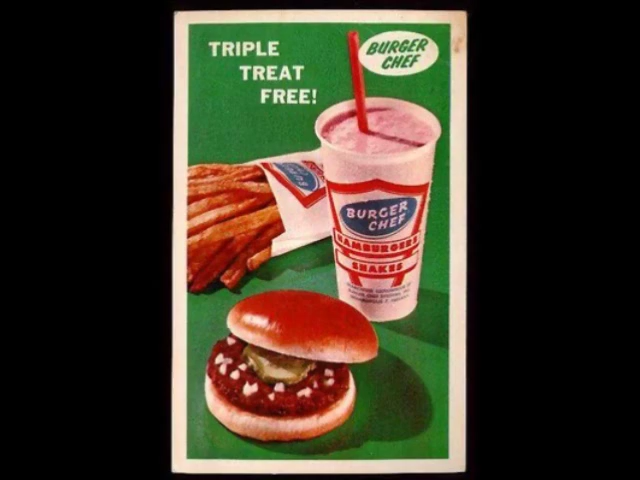 TRIPLE
TREAT
FREE!
BURGER
CHEF
BURGER
CHEF
HAMBURGERS
SHAKES